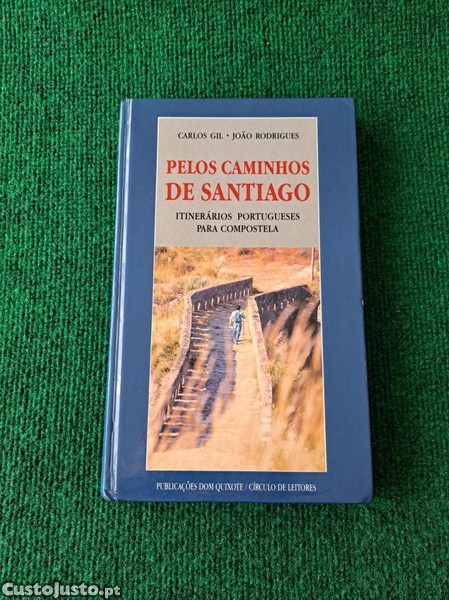 CARLOS GIL • JOÃO RODRIGUES
PELOS CAMINHOS
DE SANTIAGO
ITINERÁRIOS PORTUGUESES
PARA COMPOSTELA
PUBLICAÇÕES DOM QUIXOTE / CÍRCULO DE LEITORES
CustoJusto.pt